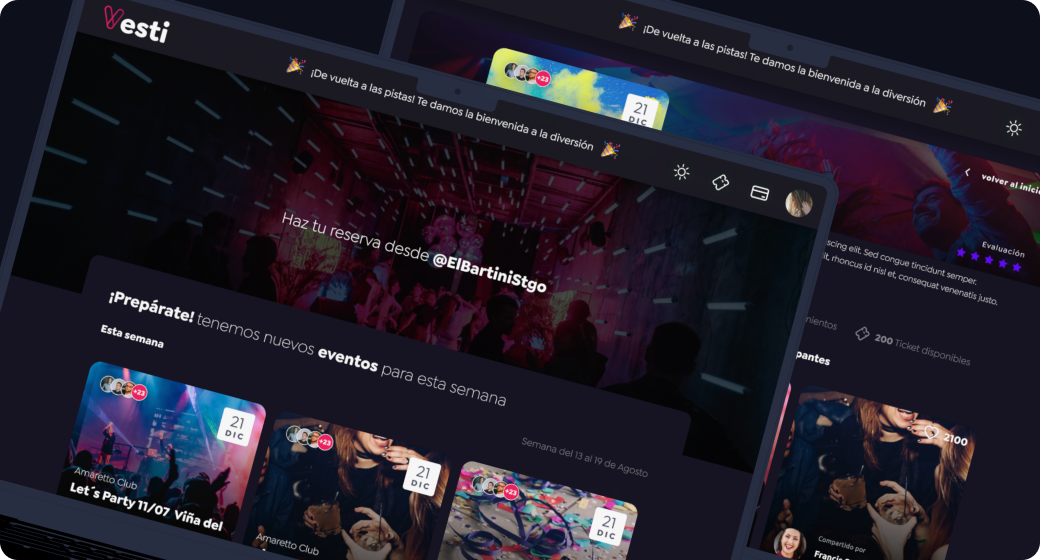 Vesti
¡De vuelta a las pistas! Te damos la bienvenida a la diversión
Haz tu reserva desde @ElBartiniStgo
¡Prepárate! tenemos nuevos eventos para esta semana
Esta semana
Semana del 13 al 19 de Agosto
+23
21
DIC
Amaretto Club
Let´s Party 11/07 Viña del
+23
21
DIC
Amaretto Club
+23
21
DIC
¡De vuelta a las pistas! Te damos la bienvenida a la diversión
+23
21
DIC
volver al inicio
Evaluación
scing elit. Sed congue tincidunt semper.
it, rhoncus id nisl et, consequat venenatis justo,
200 Ticket disponibles
2100
Compartido por